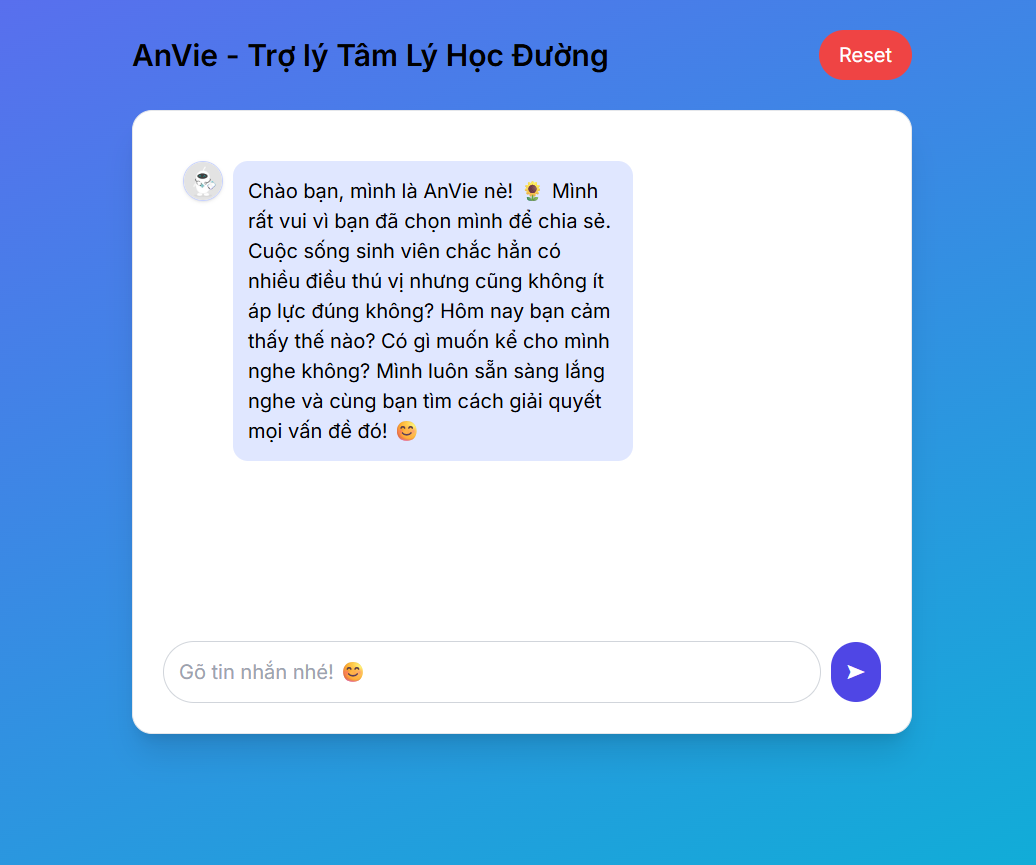 AnVie - Trợ lý Tâm Lý Học Đường
Reset
Chào bạn, mình là AnVie nè! 🌻 Mình
rất vui vì bạn đã chọn mình để chia sẻ.
Cuộc sống sinh viên chắc hẳn có
nhiều điều thú vị nhưng cũng không ít
áp lực đúng không? Hôm nay bạn cảm
thấy thế nào? Có gì muốn kể cho mình
nghe không? Mình luôn sẵn sàng lắng
nghe và cùng bạn tìm cách giải quyết
mọi vấn đề đó! 😊
Gõ tin nhắn nhé! 😊